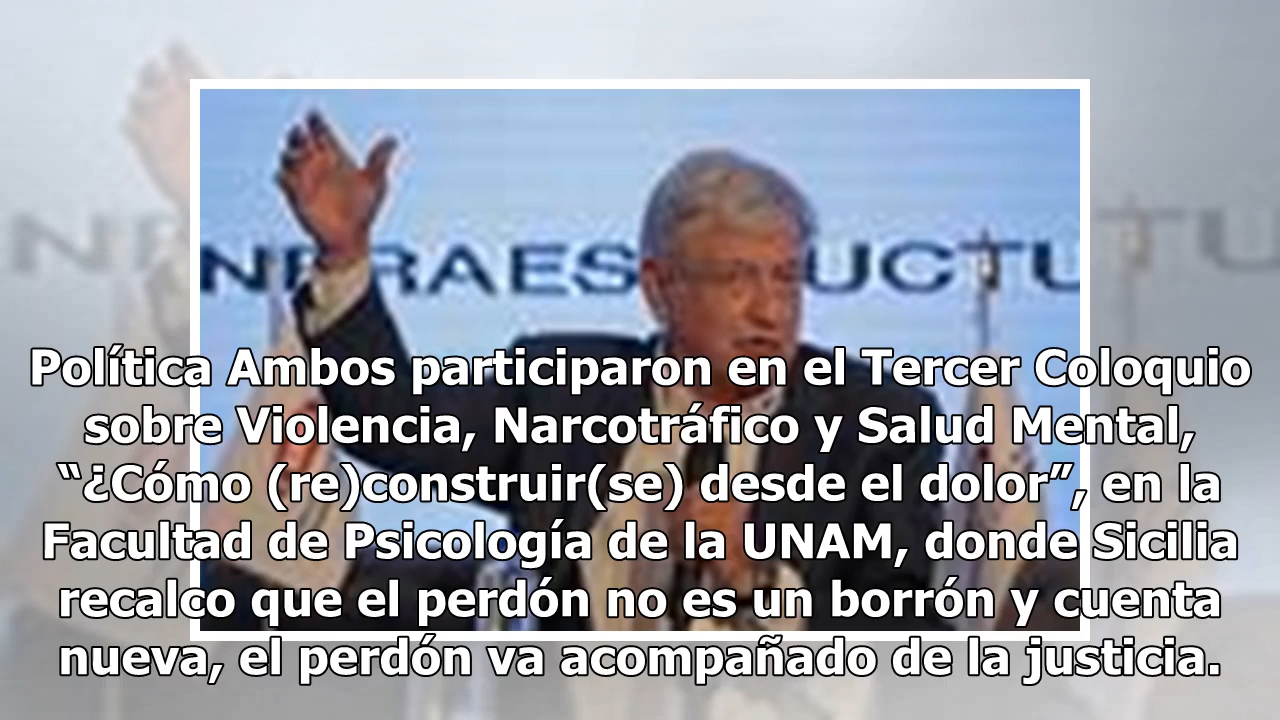 NFRAES UCTU
Política Ambos participaron en el Tercer Coloquio
sobre Violencia, Narcotráfico y Salud Mental,
“¿Cómo (re)construir(se) desde el dolor”, en la
Facultad de Psicología de la UNAM, donde Sicilia
recalco que el perdón no es un borrón y cuenta
nueva, el perdón va acompañado de la justicia.